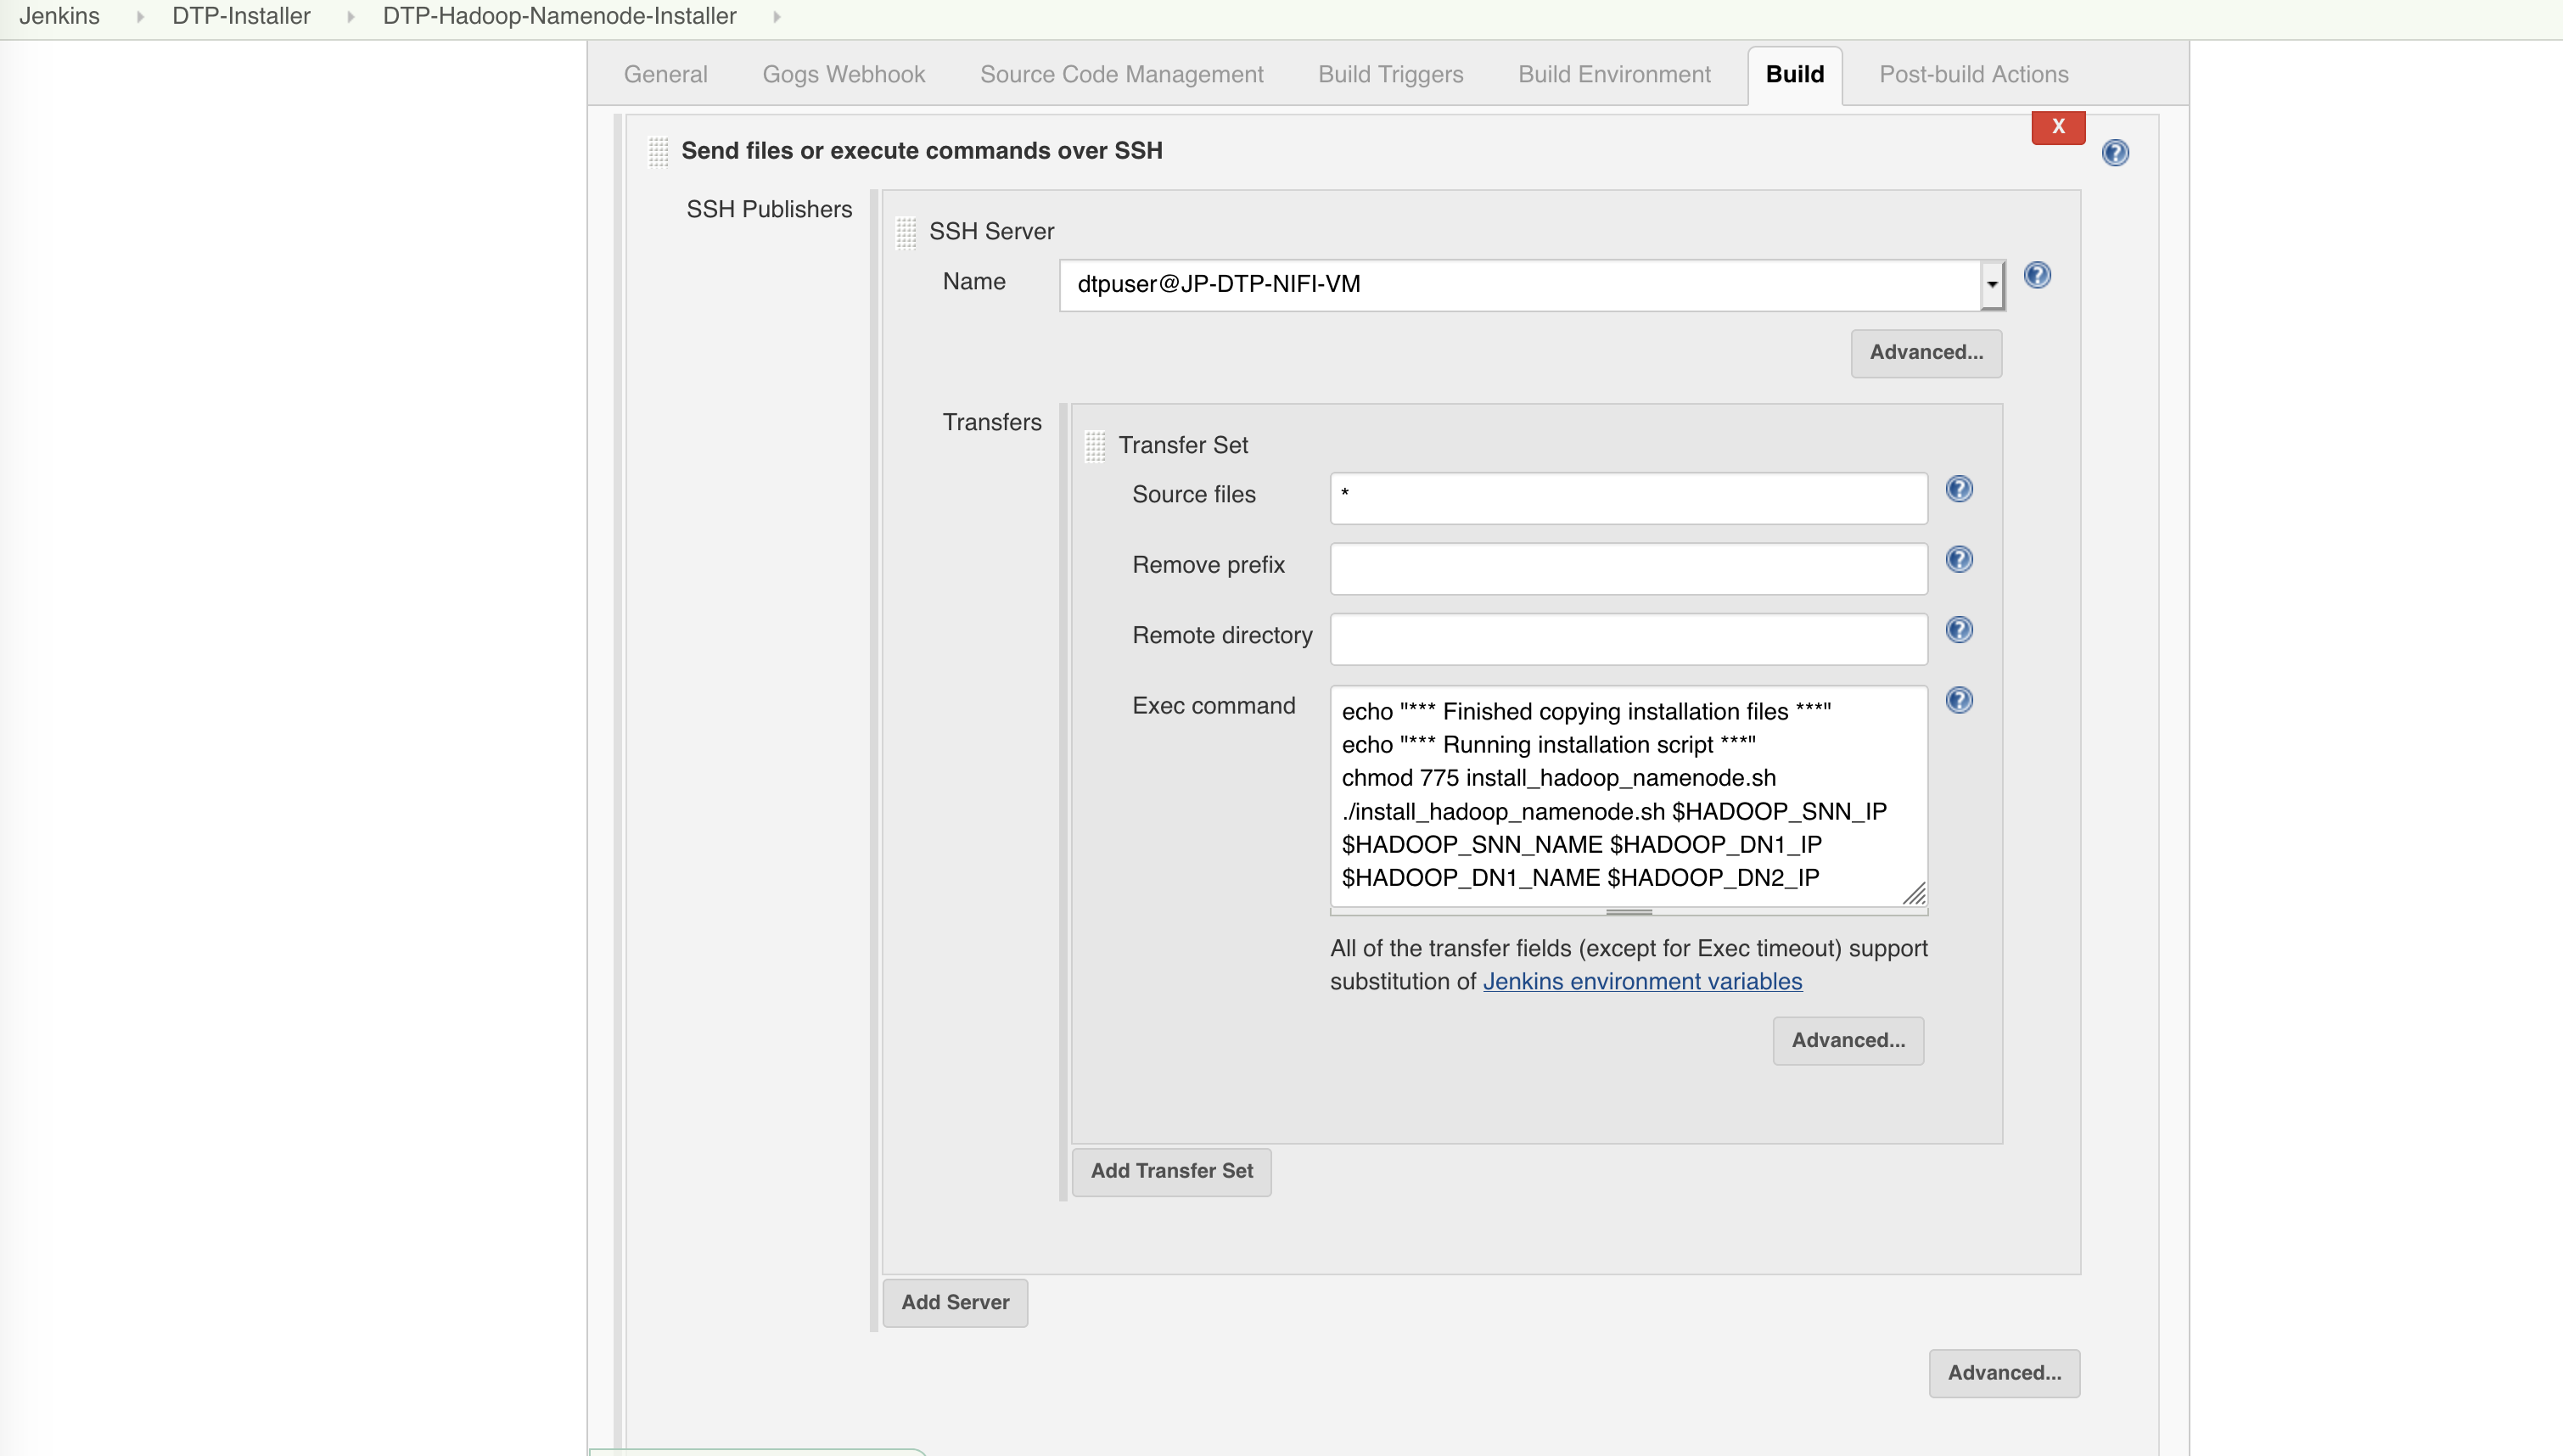 Jenkins DTP-Installer DTP-Hadoop-Namenode-Installer
General Gogs Webhook Source Code Management Build Triggers Build Environment Build Post-build Actions
X
Send files or execute commands over SSH
SSH Publishers
SSH Server
Name dtpuser@JP-DTP-NIFI-VM
Advanced...
Transfers
Transfer Set
Source files *
Remove prefix
Remote directory
Exec command
echo "*** Finished copying installation files ***"
echo "*** Running installation script ***"
chmod 775 install_hadoop_namenode.sh
./install_hadoop_namenode.sh $HADOOP_SNN_IP
$HADOOP_SNN_NAME $HADOOP_DN1_IP
$HADOOP_DN1_NAME $HADOOP_DN2_IP
All of the transfer fields (except for Exec timeout) support
substitution of Jenkins environment variables
Advanced...
Add Transfer Set
Add Server
Advanced...